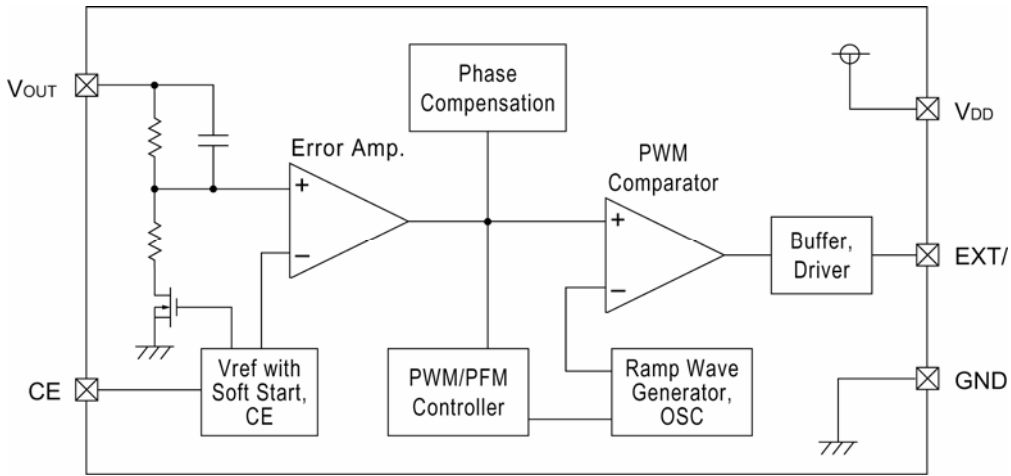 VOUT
Phase
Compensation
VDD
Error Amp.
+
−
PWM
Comparator
+
−
Buffer,
Driver
EXT/
CE
Vref with
Soft Start,
CE
PWM/PFM
Controller
Ramp Wave
Generator,
OSC
GND